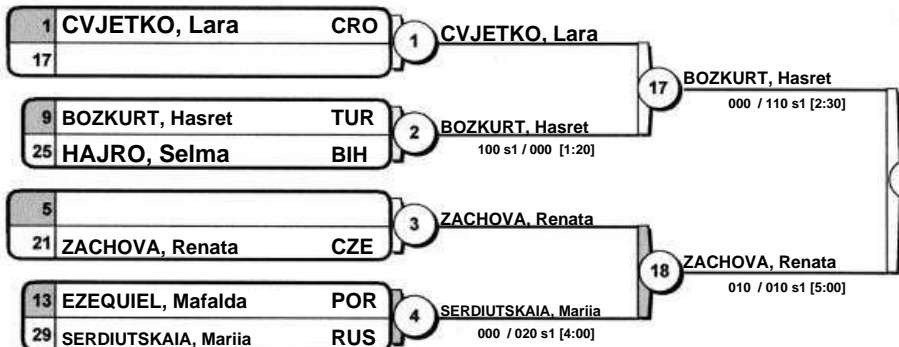 1 CVJETKO, Lara CRO
17
1
CVJETKO, Lara
9 BOZKURT, Hasret TUR
25 HAJRO, Selma BIH
2
BOZKURT, Hasret
100 s1 / 000 [1:20]
17
BOZKURT, Hasret
000 / 110 s1 [2:30]
5
21 ZACHOVA, Renata CZE
3
ZACHOVA, Renata
13 EZEQUIEL, Mafalda POR
29 SERDIUTSKAIA, Mariia RUS
4
SERDIUTSKAIA, Mariia
000 / 020 s1 [4:00]
18
ZACHOVA, Renata
010 / 010 s1 [5:00]